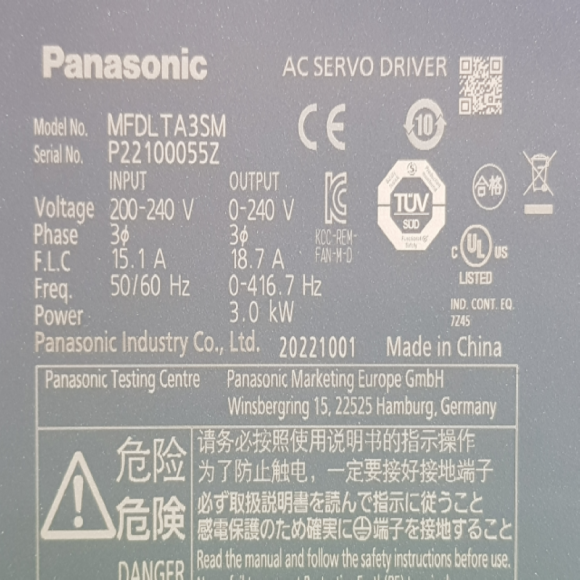 Panasonic
AC SERVO DRIVER
Model No. MFDLTA3SM
Serial No. P22100055Z
CE
10
INPUT OUTPUT
Voltage 200-240 V 0-240 V
Phase 3ϕ 3ϕ
F.L.C 15.1 A 18.7 A
Freq. 50/60 Hz 0-416.7 Hz
Power 3.0 kW
KCC-REM-
FAN-M-D
TÜV
SÜD
合格
C UL US
LISTED
IND. CONT. EQ.
7Z45
Panasonic Industry Co., Ltd. 20221001 Made in China
Panasonic Testing Centre Panasonic Marketing Europe GmbH
Winsbergring 15, 22525 Hamburg, Germany
危险
请务必按照使用说明书的指示操作
为了防止触电，一定要接好接地端子
危険
必ず取扱説明書を読んで指示に従うこと
感電保護のため確実に端子を接地すること
DANGER
Read the manual and follow the safety instructions before use.